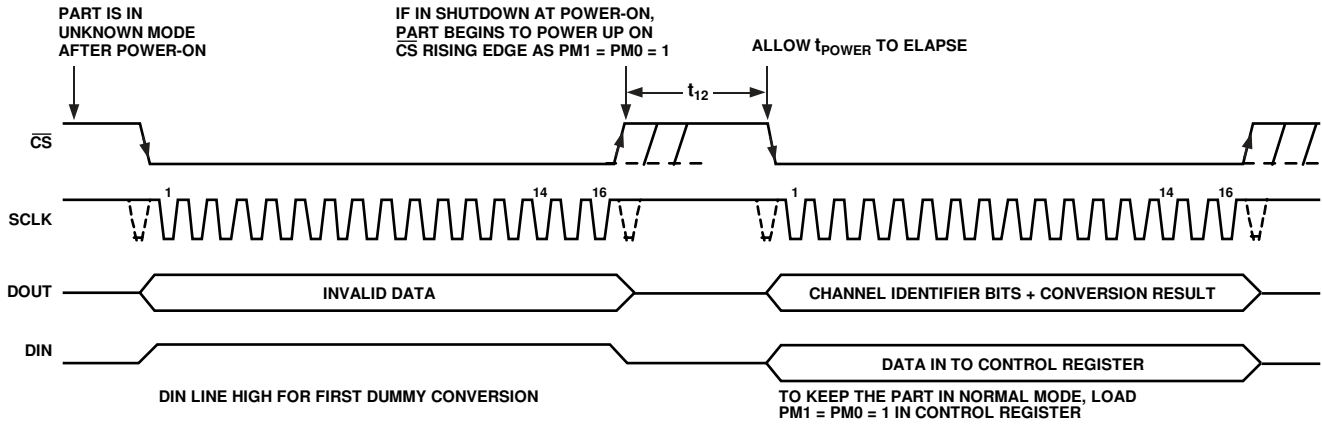 PART IS IN
UNKNOWN MODE
AFTER POWER-ON
IF IN SHUTDOWN AT POWER-ON,
PART BEGINS TO POWER UP ON
C̅S̅ RISING EDGE AS PM1 = PM0 = 1
ALLOW tPOWER TO ELAPSE
t12
C̅S̅
SCLK
1
14
16
1
14
16
DOUT
INVALID DATA
CHANNEL IDENTIFIER BITS + CONVERSION RESULT
DIN
DATA IN TO CONTROL REGISTER
DIN LINE HIGH FOR FIRST DUMMY CONVERSION
TO KEEP THE PART IN NORMAL MODE, LOAD
PM1 = PM0 = 1 IN CONTROL REGISTER